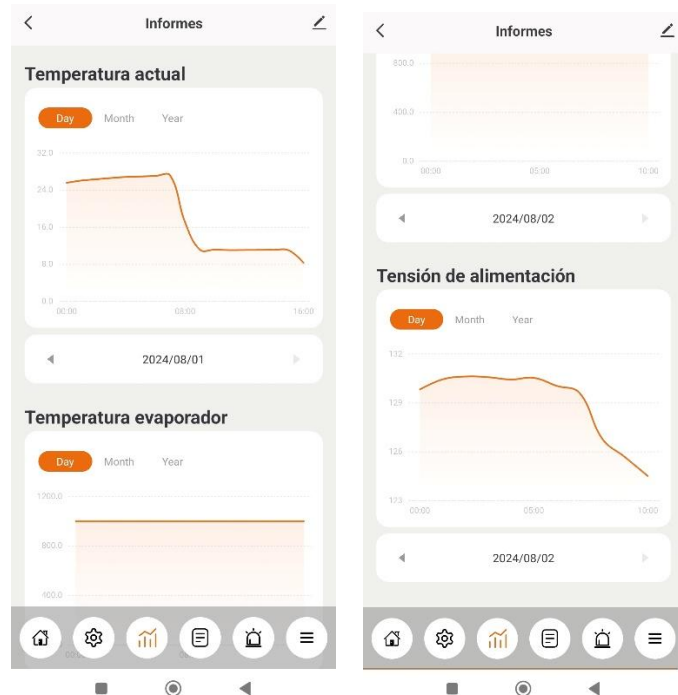 Informes
Temperatura actual
Day Month Year
32.0
24.0
16.0
8.0
0.0
00:00 08:00 16:00
2024/08/01
Temperatura evaporador
Day Month Year
1200.0
800.0
400.0
Informes
800.0
400.0
0.0
00:00 05:00 10:00
2024/08/02
Tensión de alimentación
Day Month Year
132
129
126
123
00:00 05:00 10:00
2024/08/02